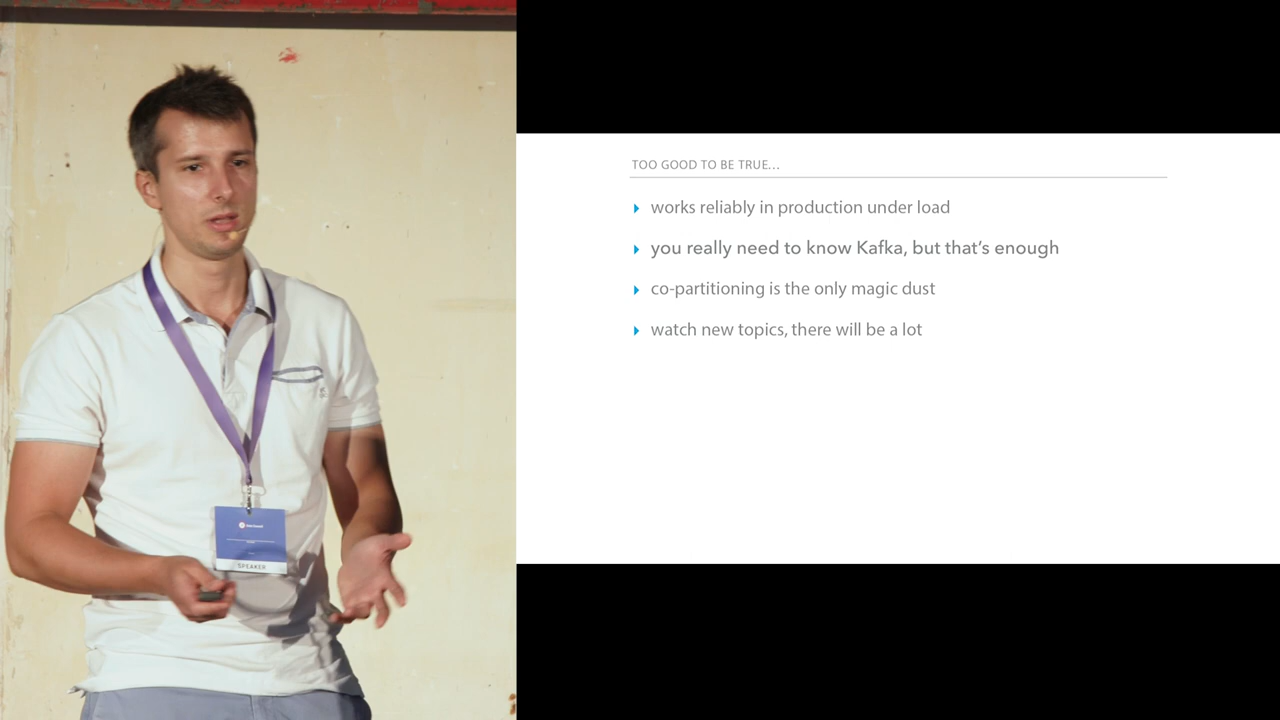 TOO GOOD TO BE TRUE...
works reliably in production under load
you really need to know Kafka, but that's enough
co-partitioning is the only magic dust
watch new topics, there will be a lot
SPEAKER